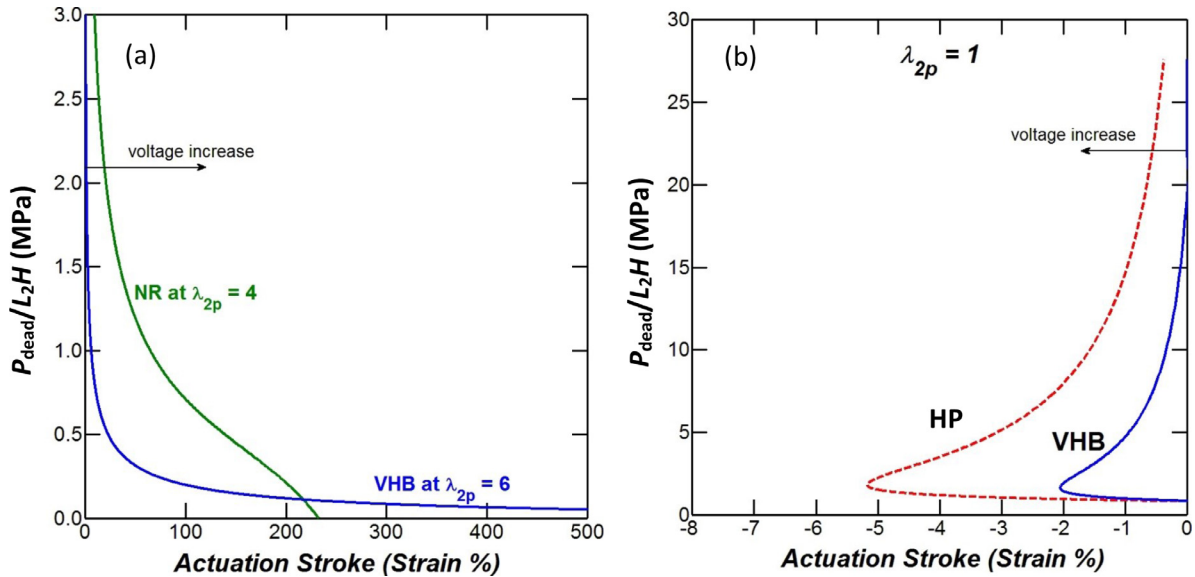 (a)
3.0
2.5
2.0
1.5
1.0
0.5
0.0
P_dead/L_2H (MPa)
voltage increase
NR at λ_2p = 4
VHB at λ_2p = 6
0
100
200
300
400
500
Actuation Stroke (Strain %)
(b)
λ_2p = 1
30
25
20
15
10
5
0
P_dead/L_2H (MPa)
voltage increase
HP
VHB
-8
-7
-6
-5
-4
-3
-2
-1
0
Actuation Stroke (Strain %)